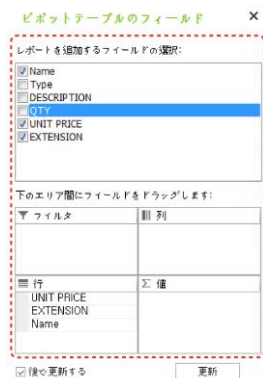 ピボットテーブルのフィールド ×
レポートを追加するフィールドの選択:
Name
Type
DESCRIPTION
QTY
UNIT PRICE
EXTENSION
下のエリア間にフィールドをドラッグします:
フィルタ
列
行
Σ 値
UNIT PRICE
EXTENSION
Name
後で更新する
更新